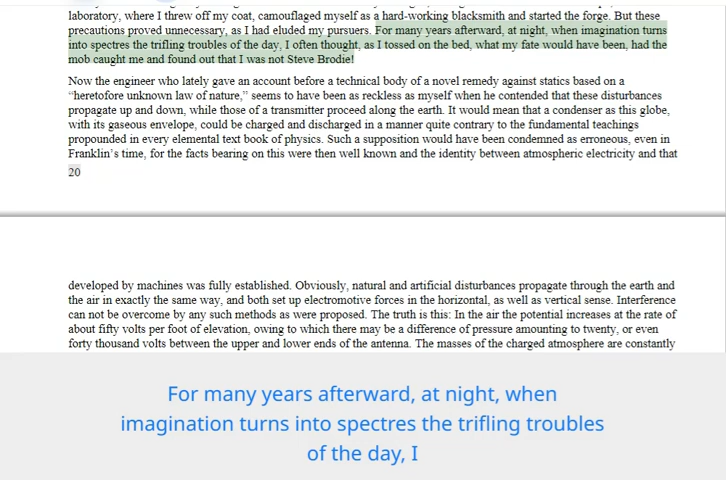 laboratory, where I threw off my coat, camouflaged myself as a hard-working blacksmith and started the forge. But these
precautions proved unnecessary, as I had eluded my pursuers. For many years afterward, at night, when imagination turns
into spectres the trifling troubles of the day, I often thought, as I tossed on the bed, what my fate would have been, had the
mob caught me and found out that I was not Steve Brodie!
Now the engineer who lately gave an account before a technical body of a novel remedy against statics based on a
“heretofore unknown law of nature,” seems to have been as reckless as myself when he contended that these disturbances
propagate up and down, while those of a transmitter proceed along the earth. It would mean that a condenser as this globe,
with its gaseous envelope, could be charged and discharged in a manner quite contrary to the fundamental teachings
propounded in every elemental text book of physics. Such a supposition would have been condemned as erroneous, even in
Franklin’s time, for the facts bearing on this were then well known and the identity between atmospheric electricity and that
20
developed by machines was fully established. Obviously, natural and artificial disturbances propagate through the earth and
the air in exactly the same way, and both set up electromotive forces in the horizontal, as well as vertical sense. Interference
can not be overcome by any such methods as were proposed. The truth is this: In the air the potential increases at the rate of
about fifty volts per foot of elevation, owing to which there may be a difference of pressure amounting to twenty, or even
forty thousand volts between the upper and lower ends of the antenna. The masses of the charged atmosphere are constantly
For many years afterward, at night, when
imagination turns into spectres the trifling troubles
of the day, I